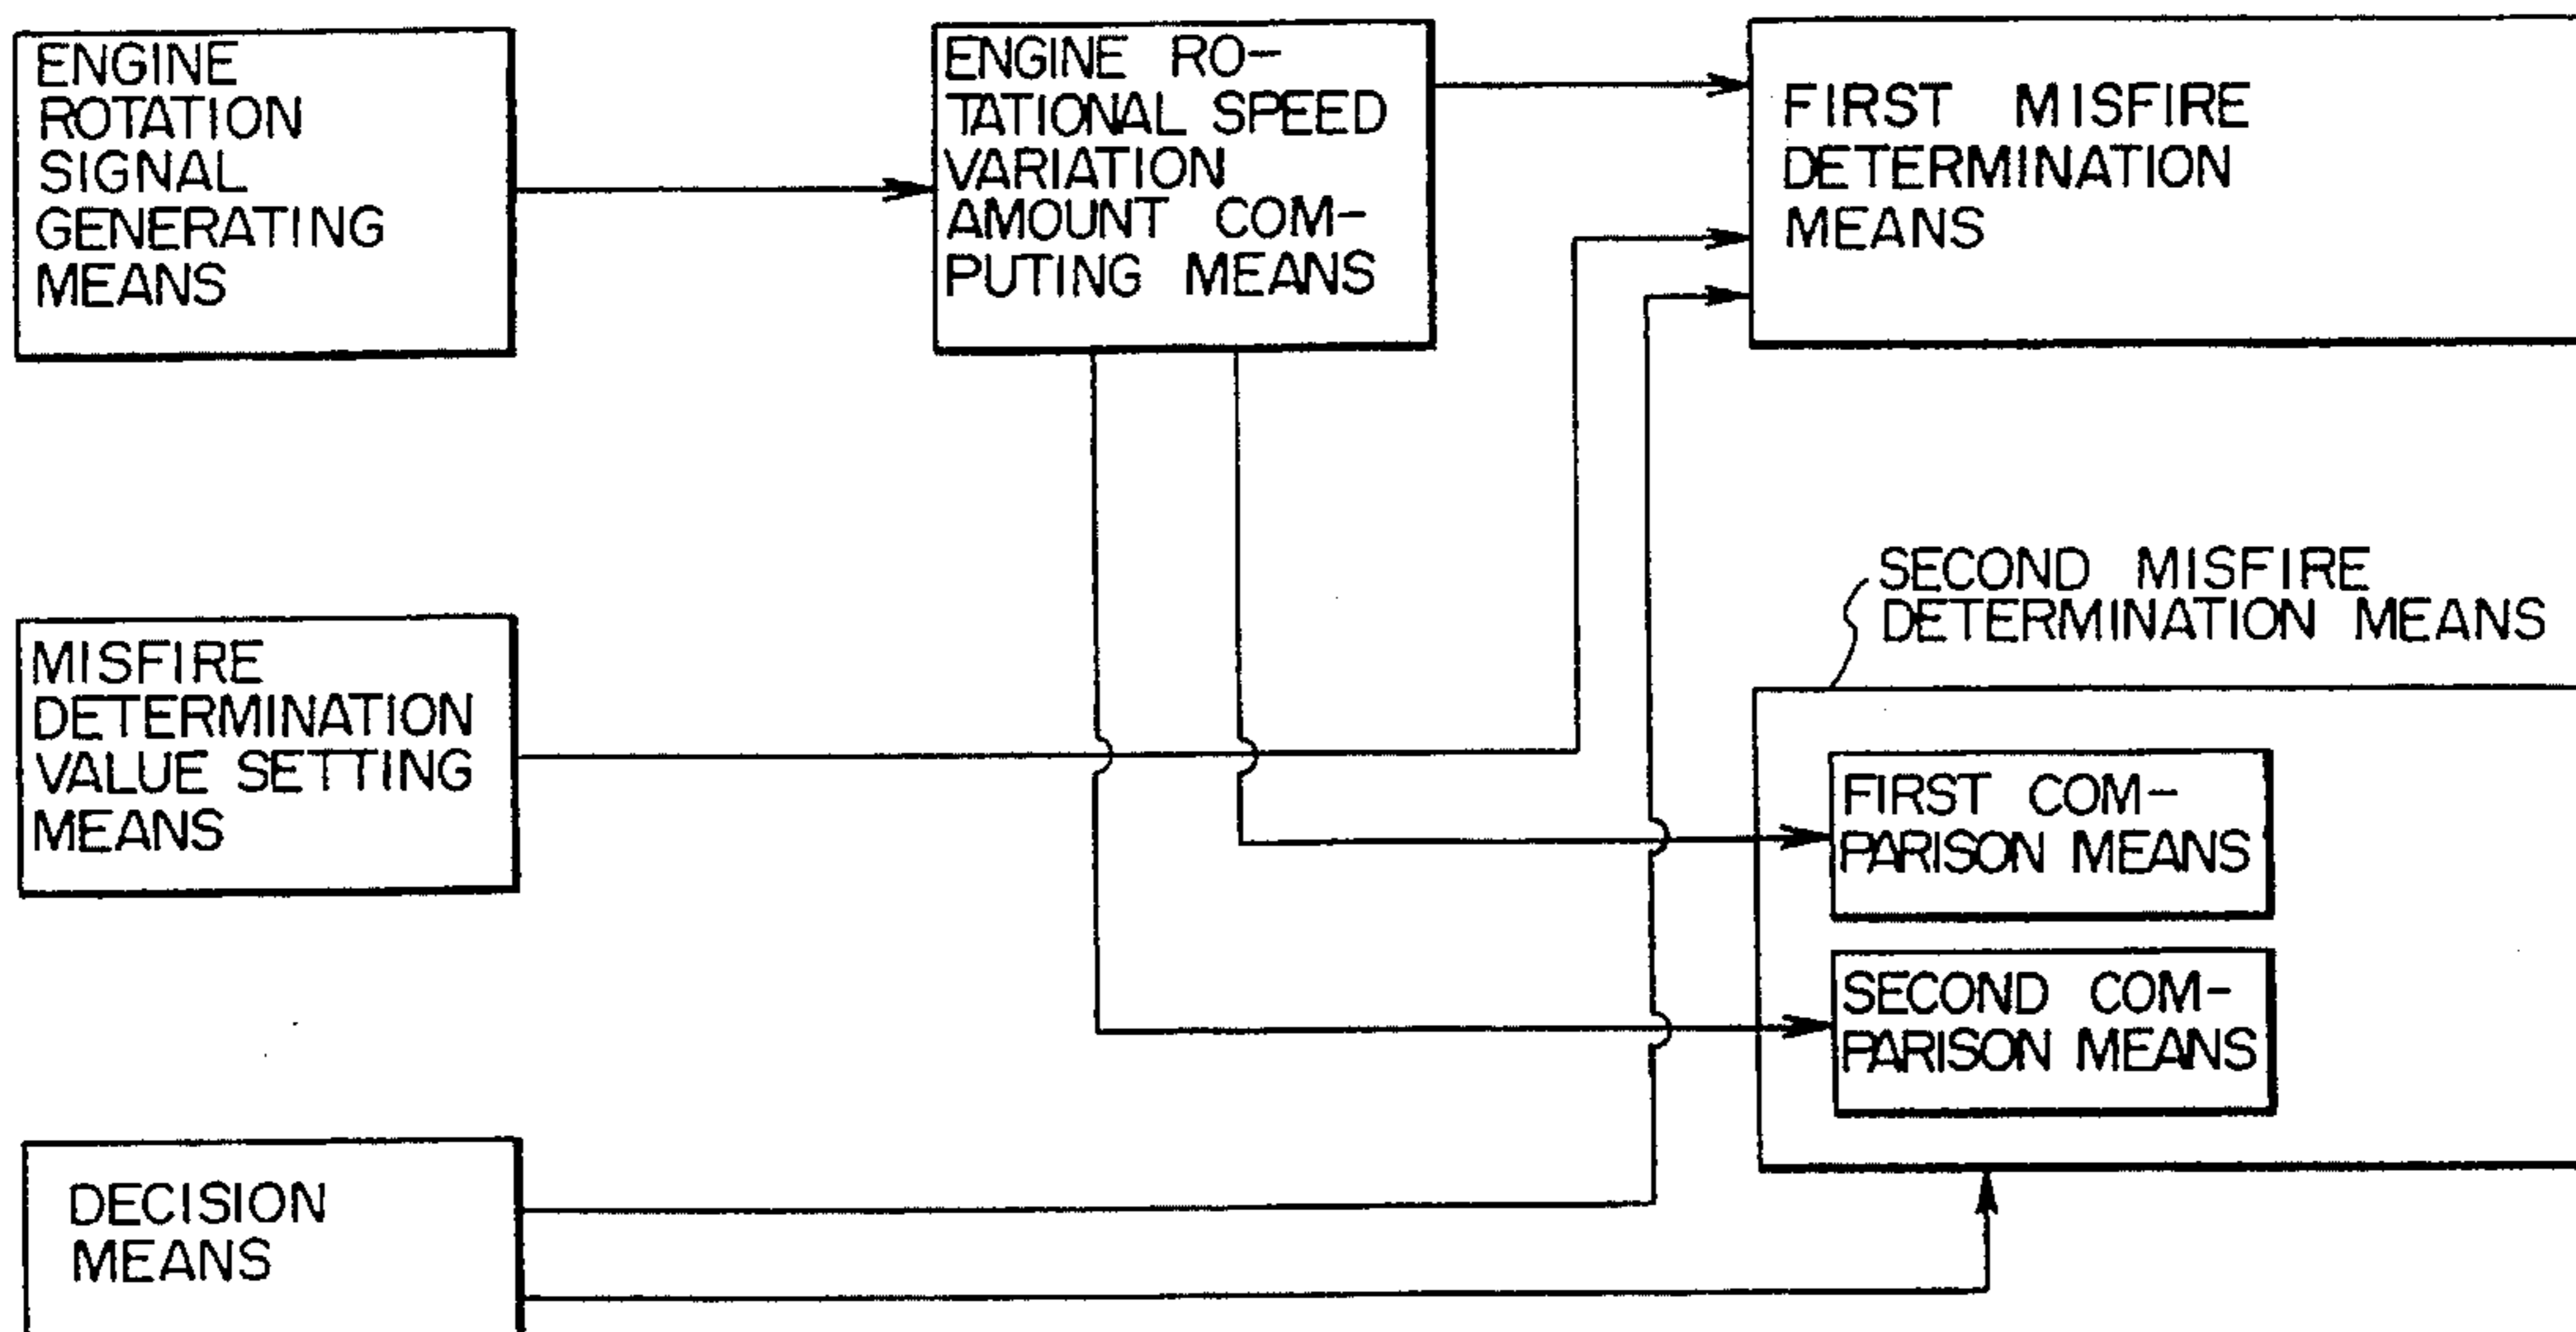 ENGINE
ROTATION
SIGNAL
GENERATING
MEANS
ENGINE RO-
TATIONAL SPEED
VARIATION
AMOUNT COM-
PUTING MEANS
FIRST MISFIRE
DETERMINATION
MEANS
MISFIRE
DETERMINATION
VALUE SETTING
MEANS
SECOND MISFIRE
DETERMINATION MEANS
FIRST COM-
PARISON MEANS
SECOND COM-
PARISON MEANS
DECISION
MEANS